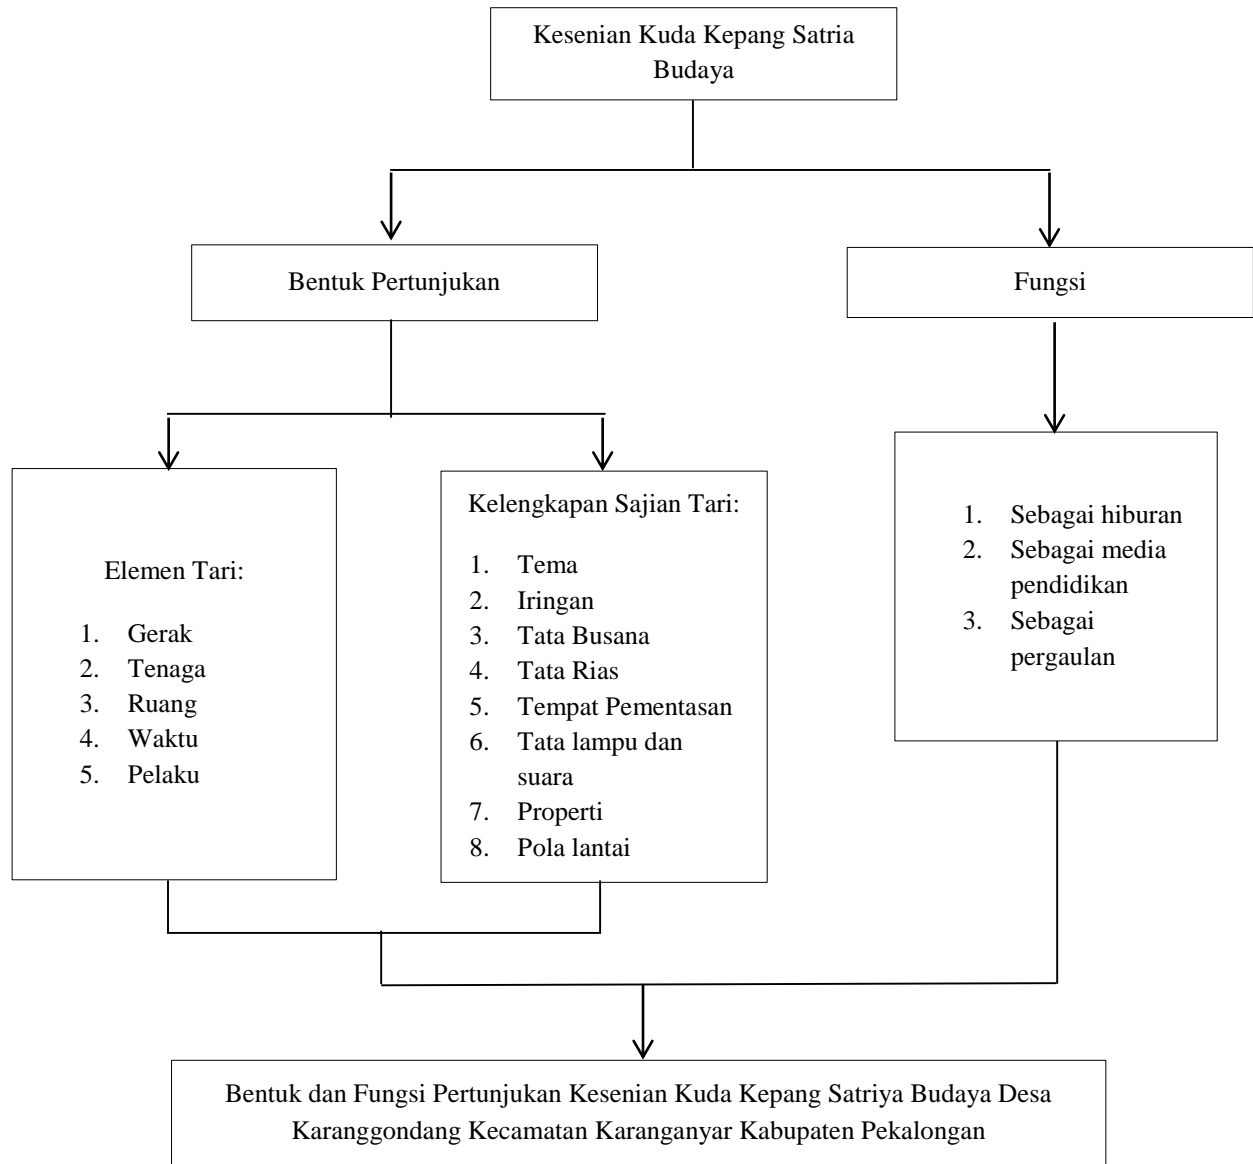 Kesenian Kuda Kepang Satria
Budaya
Bentuk Pertunjukan
Fungsi
Elemen Tari:
1. Gerak
2. Tenaga
3. Ruang
4. Waktu
5. Pelaku
Kelengkapan Sajian Tari:
1. Tema
2. Iringan
3. Tata Busana
4. Tata Rias
5. Tempat Pementasan
6. Tata lampu dan
suara
7. Properti
8. Pola lantai
1. Sebagai hiburan
2. Sebagai media
pendidikan
3. Sebagai
pergaulan
Bentuk dan Fungsi Pertunjukan Kesenian Kuda Kepang Satriya Budaya Desa
Karanggondang Kecamatan Karanganyar Kabupaten Pekalongan